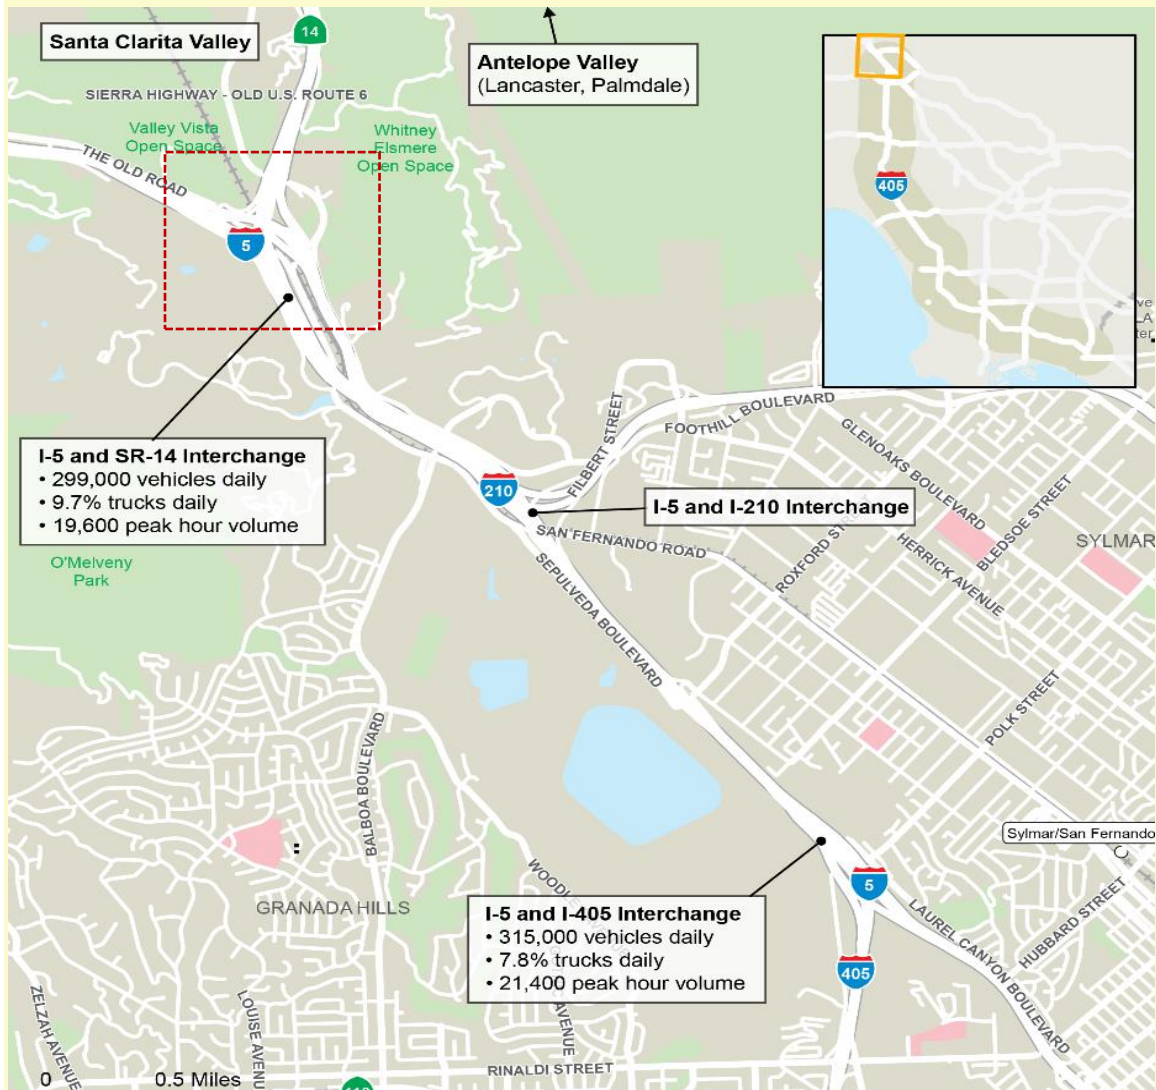 Santa Clarita Valley
14
Antelope Valley
(Lancaster, Palmdale)
SIERRA HIGHWAY - OLD U.S. ROUTE 6
Valley Vista
Open Space
Whitney
Elsmere
Open Space
THE OLD ROAD
5
405
I-5 and SR-14 Interchange
• 299,000 vehicles daily
• 9.7% trucks daily
• 19,600 peak hour volume
FILBERT STREET
FOOTHILL BOULEVARD
GLENOAKS BOULEVARD
210
I-5 and I-210 Interchange
SAN FERNANDO ROAD
ROXFORD STREET
HERRICK AVENUE
BLEDSOE STREET
SYLMAR
O'Melveny
Park
SEPULVEDA BOULEVARD
POLK STREET
BALBOA BOULEVARD
Sylmar/San Fernando
GRANADA HILLS
I-5 and I-405 Interchange
• 315,000 vehicles daily
• 7.8% trucks daily
• 21,400 peak hour volume
5
LAUREL CANYON BOULEVARD
HUBBARD STREET
405
ZELZAH AVENUE
LOUISE AVENU
RINALDI STREET
0 0.5 Miles